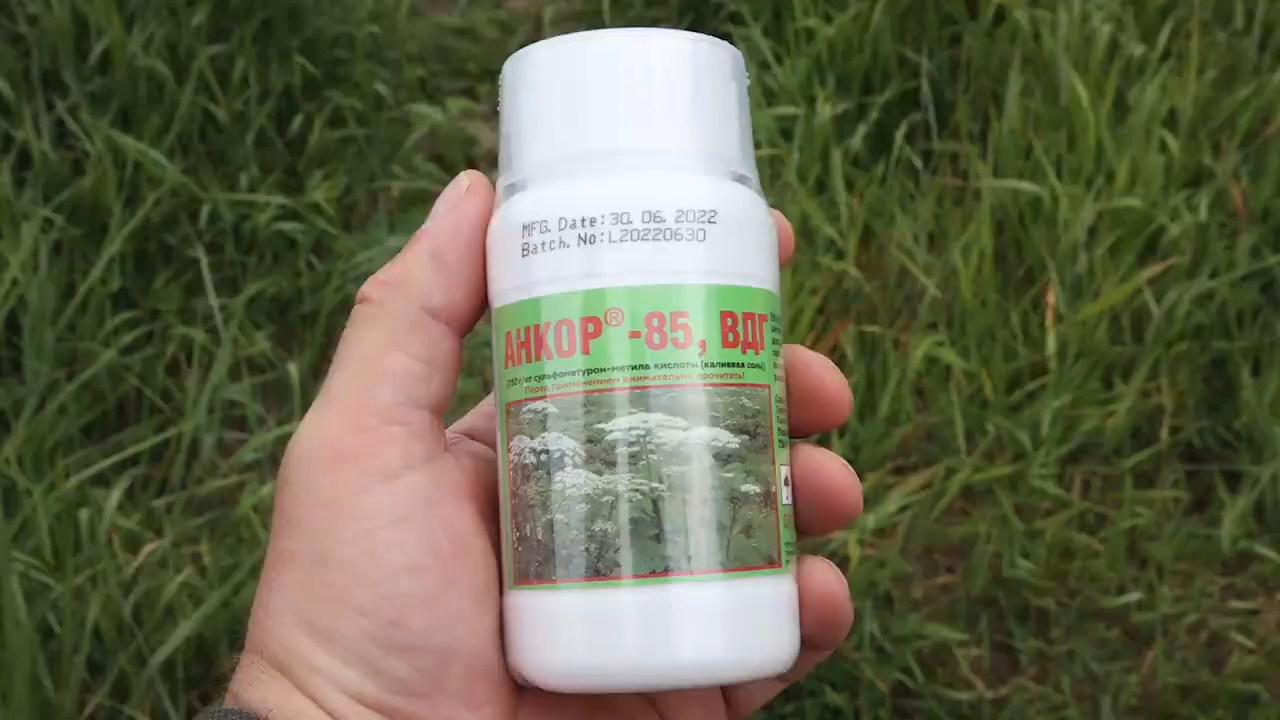 MFG. Date:30. 06. 2022
Batch. No:L20220630
АНКОР®-85, ВДГ
(750 г/кг сульфометурон-метила кислоты (калиевая соль))
Перед применением внимательно прочитать!